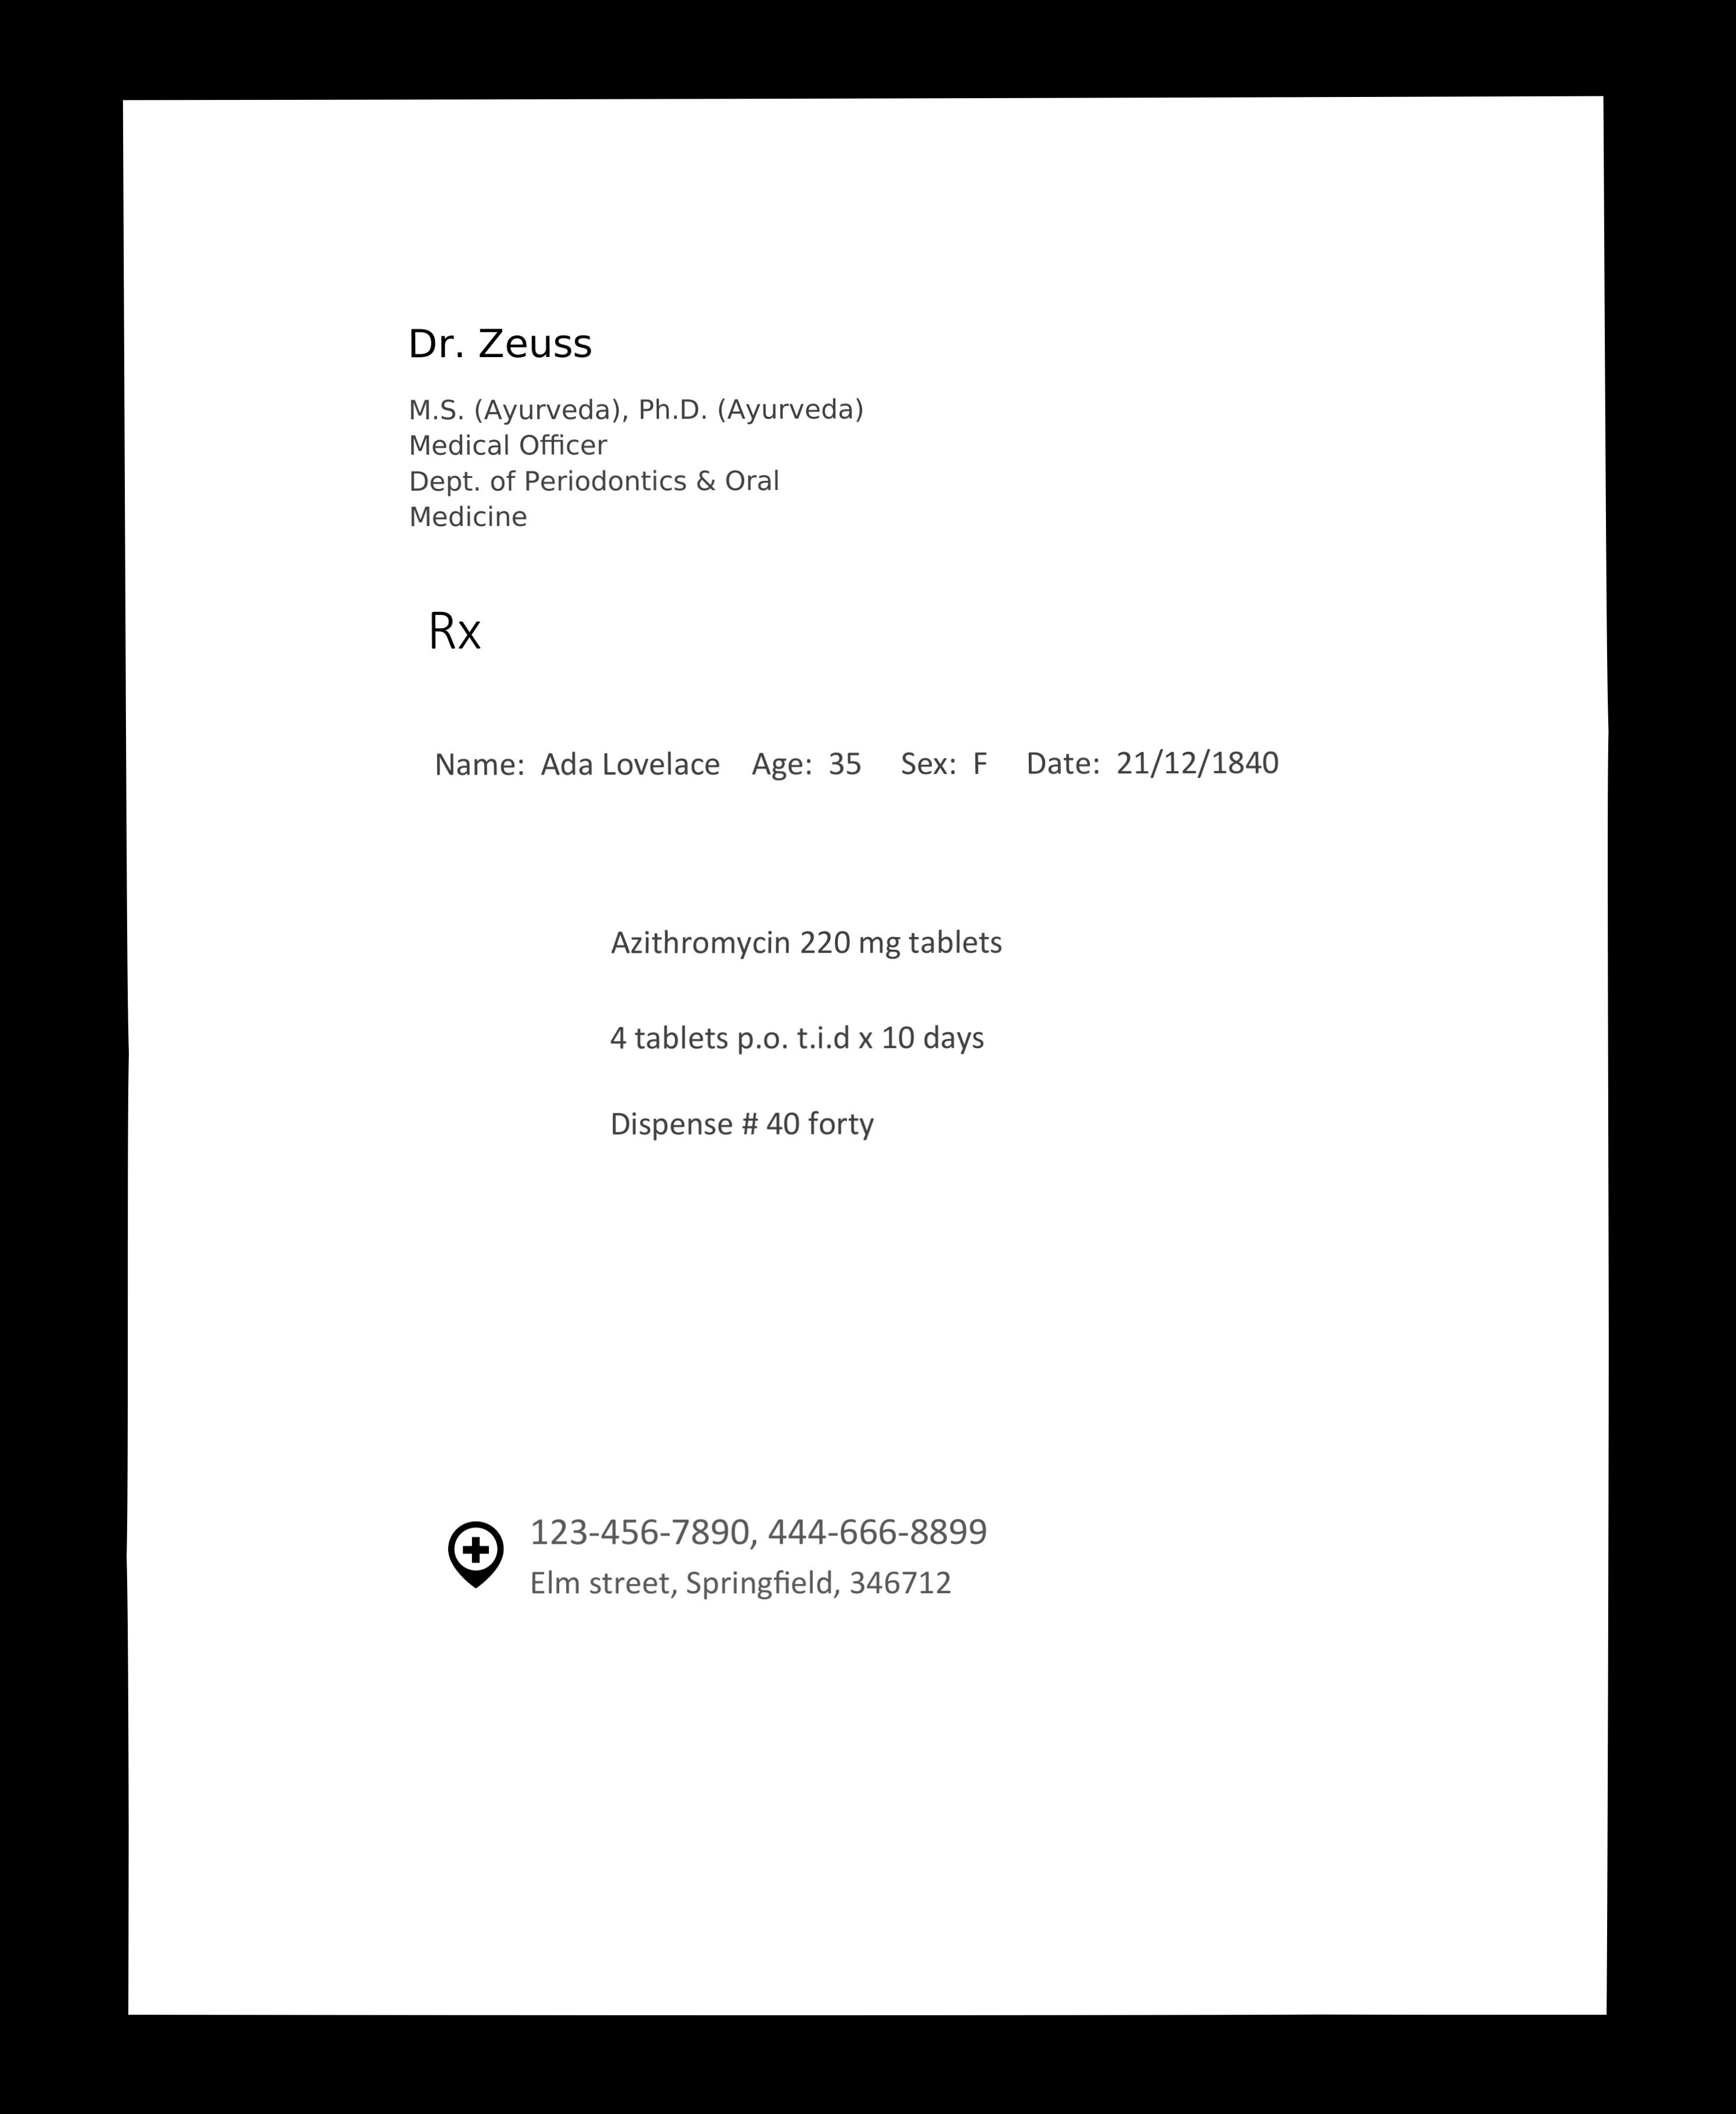 Dr. Zeuss
M.S. (Ayurveda), Ph.D. (Ayurveda)
Medical Officer
Dept. of Periodontics & Oral
Medicine
Rx
Name: Ada Lovelace Age: 35 Sex: F Date: 21/12/1840
Azithromycin 220 mg tablets
4 tablets p.o. t.i.d x 10 days
Dispense # 40 forty
123-456-7890, 444-666-8899
Elm street, Springfield, 346712